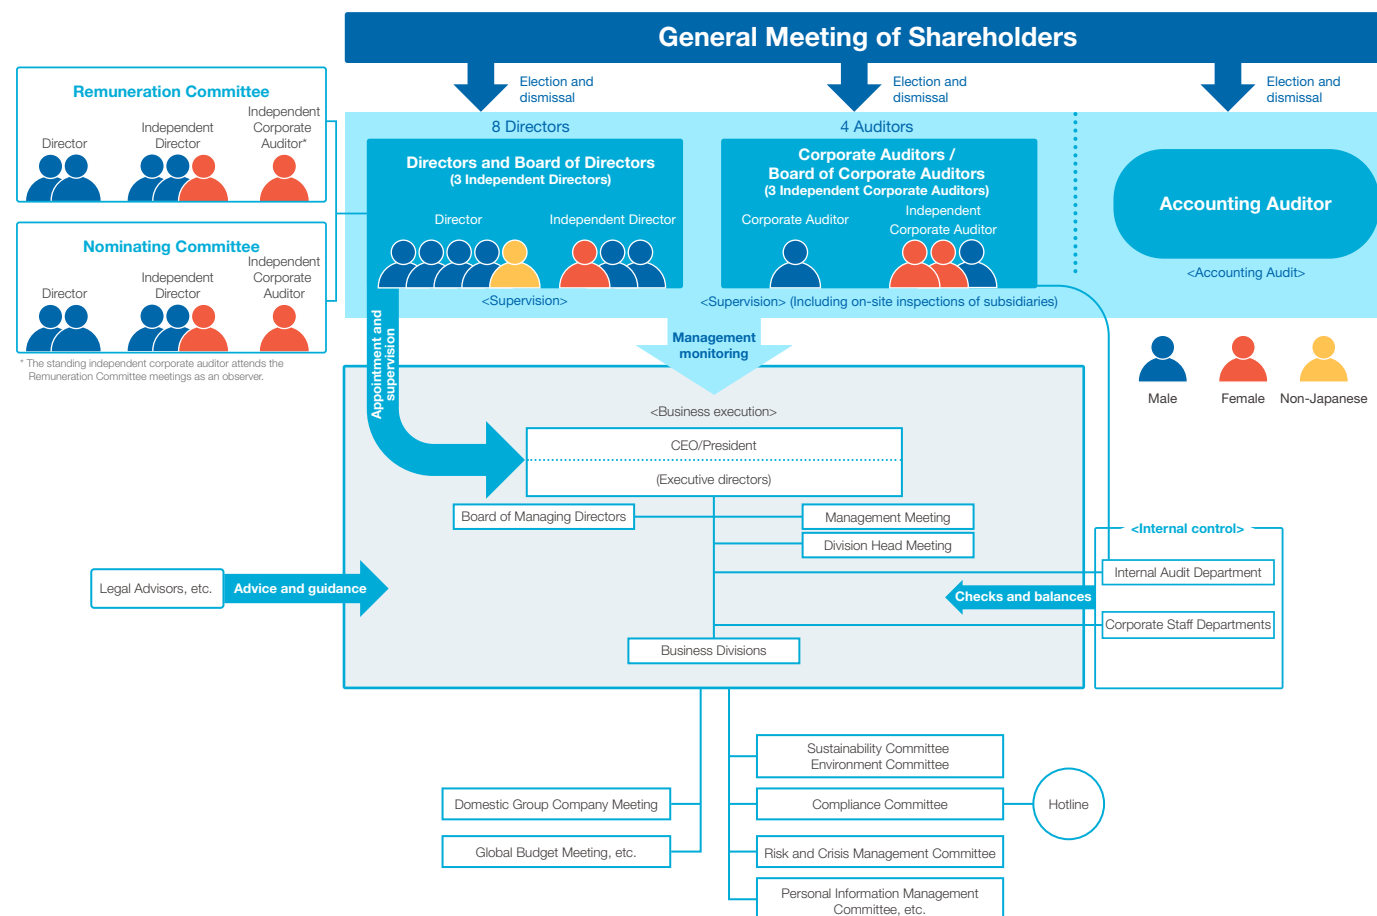 General Meeting of Shareholders
Election and
dismissal
Election and
dismissal
Election and
dismissal
Remuneration Committee
Director
Independent
Director
Independent
Corporate
Auditor*
Nominating Committee
Director
Independent
Director
Independent
Corporate
Auditor
* The standing independent corporate auditor attends the
Remuneration Committee meetings as an observer.
8 Directors
Directors and Board of Directors
(3 Independent Directors)
Director
Independent Director
<Supervision>
4 Auditors
Corporate Auditors /
Board of Corporate Auditors
(3 Independent Corporate Auditors)
Corporate Auditor
Independent
Corporate Auditor
<Supervision> (Including on-site inspections of subsidiaries)
Accounting Auditor
<Accounting Audit>
Male
Female
Non-Japanese
Appointment and
supervision
Management
monitoring
<Business execution>
CEO/President
(Executive directors)
Board of Managing Directors
Management Meeting
Division Head Meeting
<Internal control>
Internal Audit Department
Corporate Staff Departments
Legal Advisors, etc.
Advice and guidance
Checks and balances
Business Divisions
Sustainability Committee
Environment Committee
Domestic Group Company Meeting
Compliance Committee
Hotline
Global Budget Meeting, etc.
Risk and Crisis Management Committee
Personal Information Management
Committee, etc.